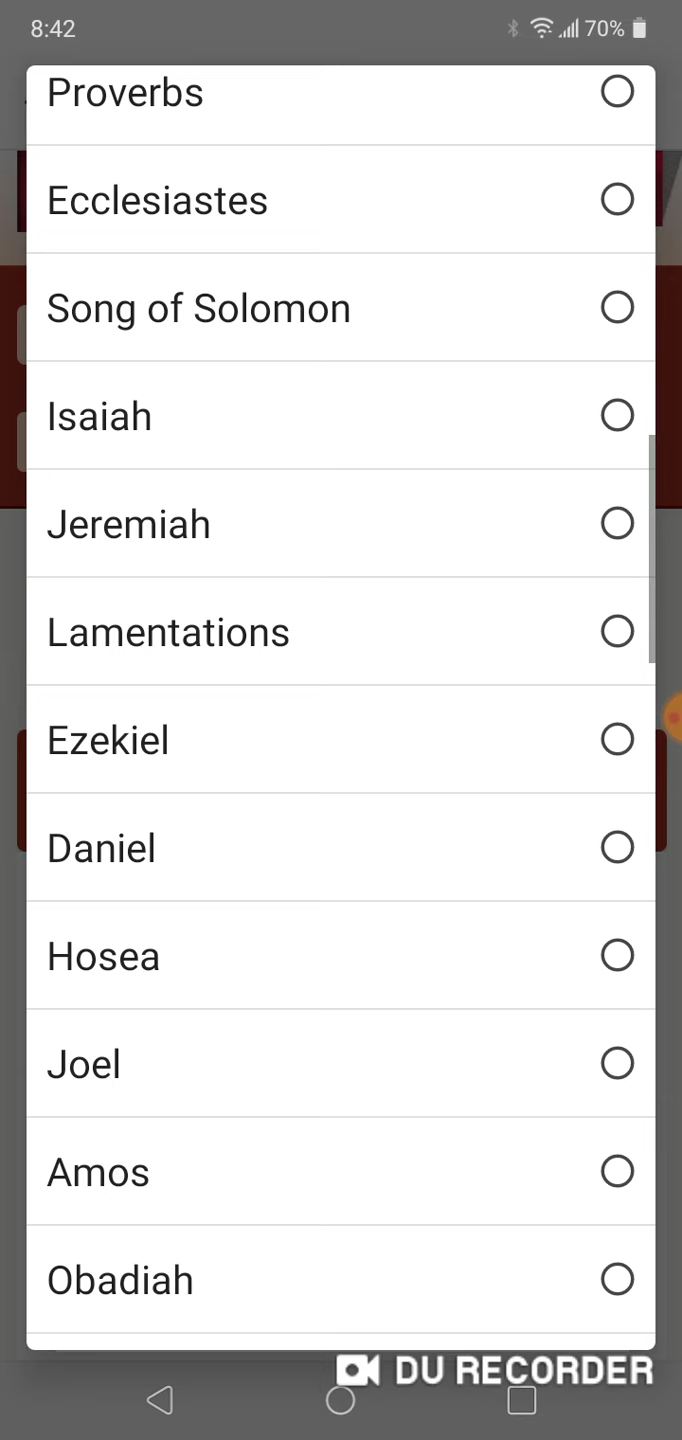 8:42
70%
Proverbs
Ecclesiastes
Song of Solomon
Isaiah
Jeremiah
Lamentations
Ezekiel
Daniel
Hosea
Joel
Amos
Obadiah
DU RECORDER